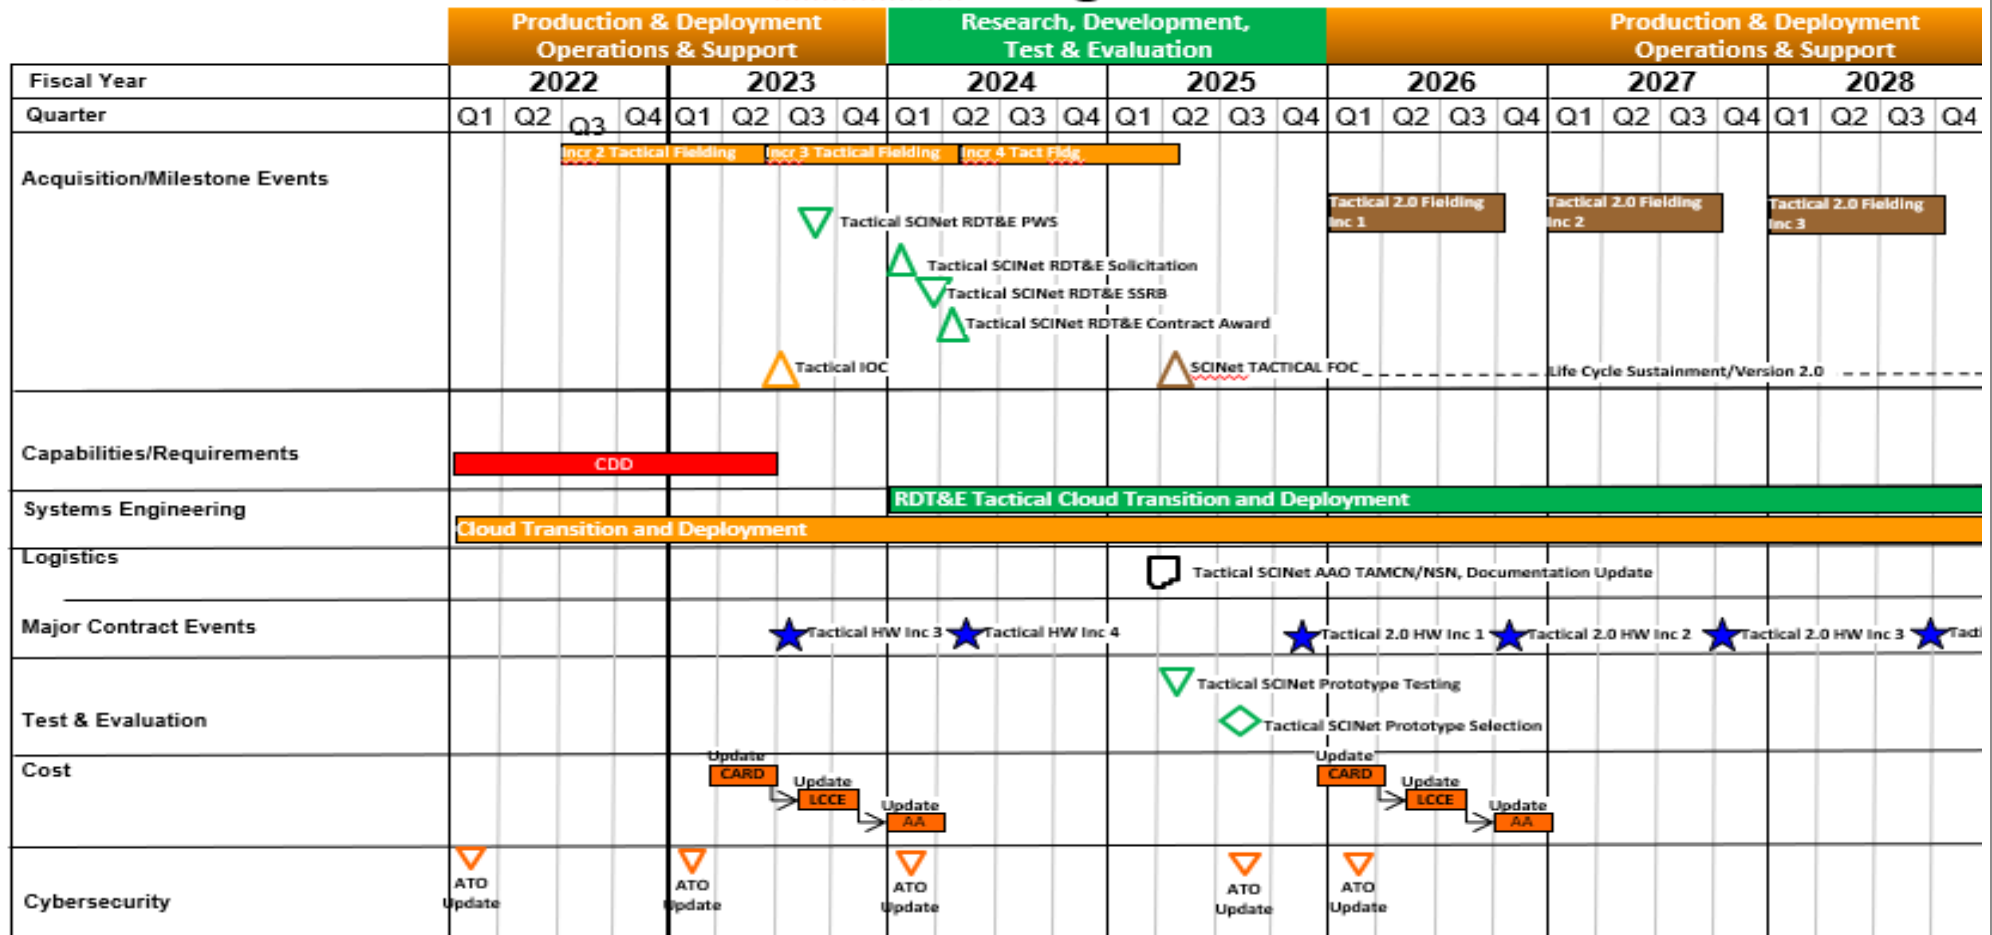 Production & Deployment
Operations & Support
Research, Development,
Test & Evaluation
Production & Deployment
Operations & Support
Fiscal Year 2022 2023 2024 2025 2026 2027 2028
Quarter Q1 Q2 Q3 Q4 Q1 Q2 Q3 Q4 Q1 Q2 Q3 Q4 Q1 Q2 Q3 Q4 Q1 Q2 Q3 Q4 Q1 Q2 Q3 Q4 Q1 Q2 Q3 Q4
Incr 2 Tactical Fielding Incr 3 Tactical Fielding Incr 4 Tact Fldg
Acquisition/Milestone Events
Tactical 2.0 Fielding
Inc 1
Tactical 2.0 Fielding
Inc 2
Tactical 2.0 Fielding
Inc 3
Tactical SCINet RDT&E PWS
Tactical SCINet RDT&E Solicitation
Tactical SCINet RDT&E SSRB
Tactical SCINet RDT&E Contract Award
Tactical IOC
SCINet TACTICAL FOC
Life Cycle Sustainment/Version 2.0
Capabilities/Requirements
CDD
Systems Engineering
RDT&E Tactical Cloud Transition and Deployment
Cloud Transition and Deployment
Logistics
Tactical SCINet AAO TAMCN/NSN, Documentation Update
Major Contract Events
Tactical HW Inc 3
Tactical HW Inc 4
Tactical 2.0 HW Inc 1
Tactical 2.0 HW Inc 2
Tactical 2.0 HW Inc 3
Tacti
Tactical SCINet Prototype Testing
Test & Evaluation
Tactical SCINet Prototype Selection
Cost
Update
CARD
Update
LCCE
Update
AA
Update
CARD
Update
LCCE
Update
AA
Cybersecurity
ATO
Update
ATO
Update
ATO
Update
ATO
Update
ATO
Update